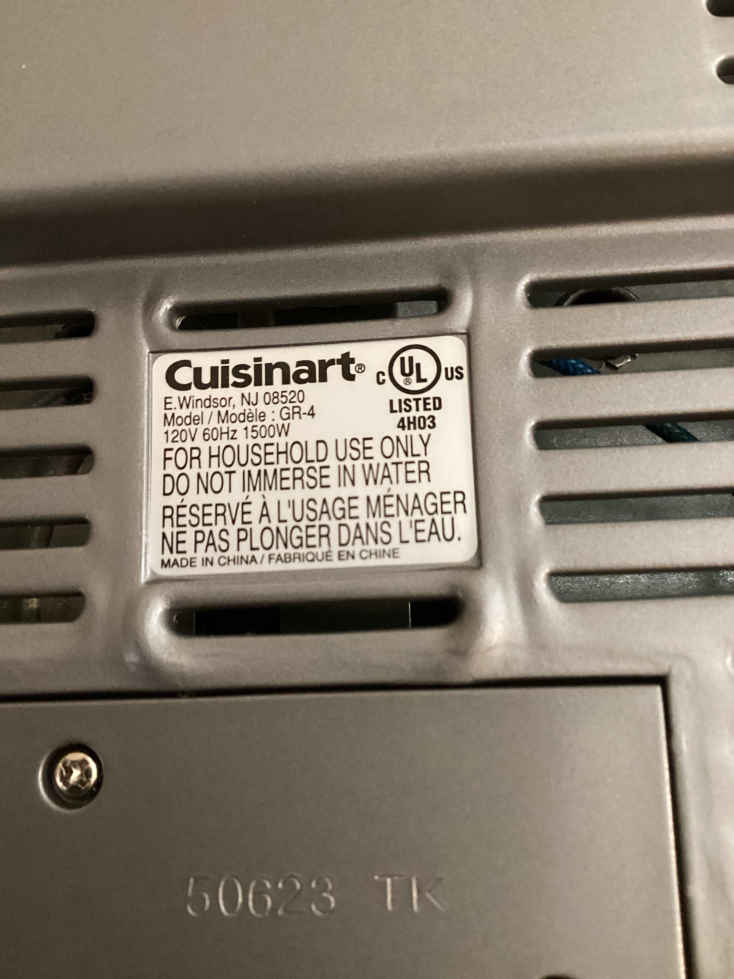 Cuisinart®
E.Windsor, NJ 08520
Model / Modèle : GR-4
120V 60Hz 1500W
C UL US
LISTED
4H03
FOR HOUSEHOLD USE ONLY
DO NOT IMMERSE IN WATER
RÉSERVÉ À L'USAGE MÉNAGER
NE PAS PLONGER DANS L'EAU.
MADE IN CHINA / FABRIQUÉ EN CHINE
50623 TK